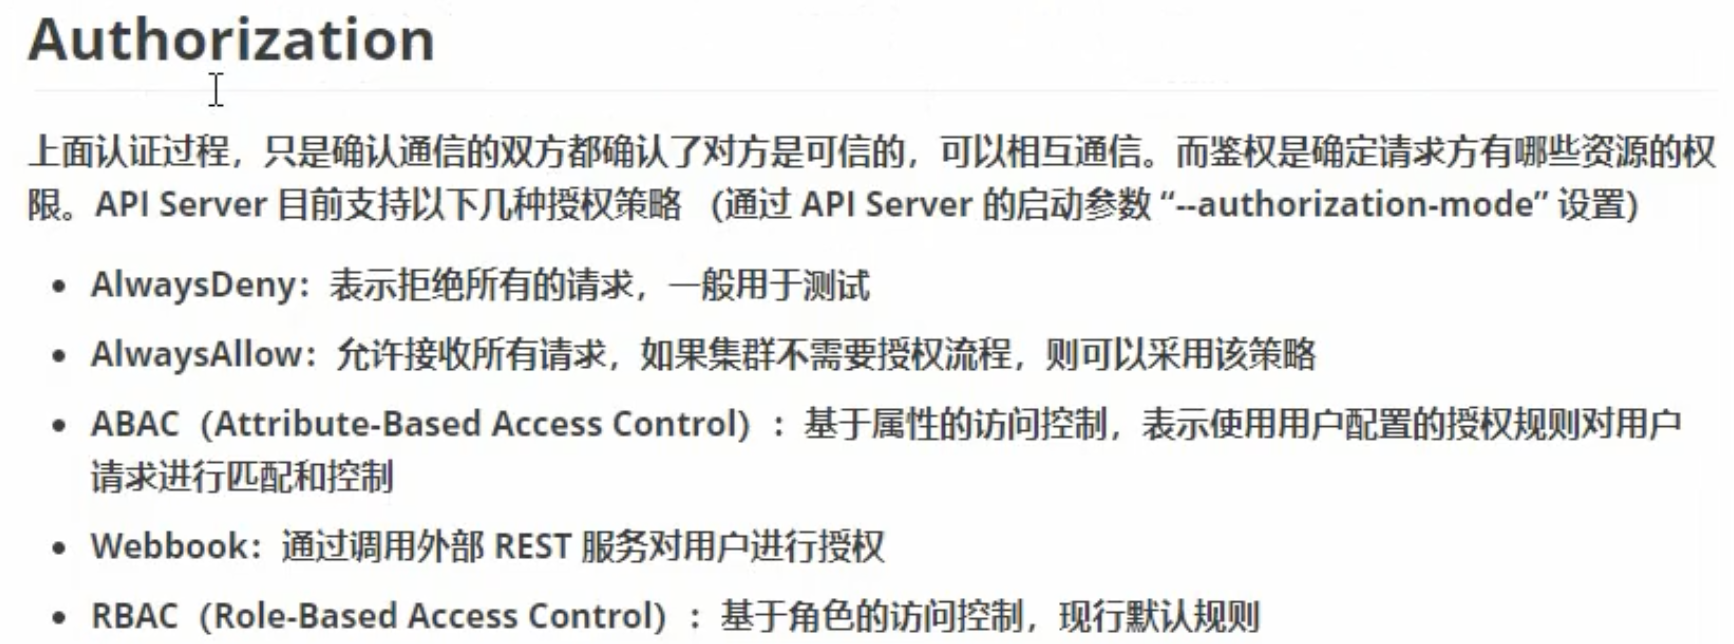 Authorization
上面认证过程，只是确认通信的双方都确认了对方是可信的，可以相互通信。而鉴权是确定请求方有哪些资源的权
限。API Server 目前支持以下几种授权策略 （通过 API Server 的启动参数 “--authorization-mode” 设置）
• AlwaysDeny：表示拒绝所有的请求，一般用于测试
• AlwaysAllow：允许接收所有请求，如果集群不需要授权流程，则可以采用该策略
• ABAC（Attribute-Based Access Control）：基于属性的访问控制，表示使用用户配置的授权规则对用户
请求进行匹配和控制
• Webbook：通过调用外部 REST 服务对用户进行授权
• RBAC（Role-Based Access Control）：基于角色的访问控制，现行默认规则